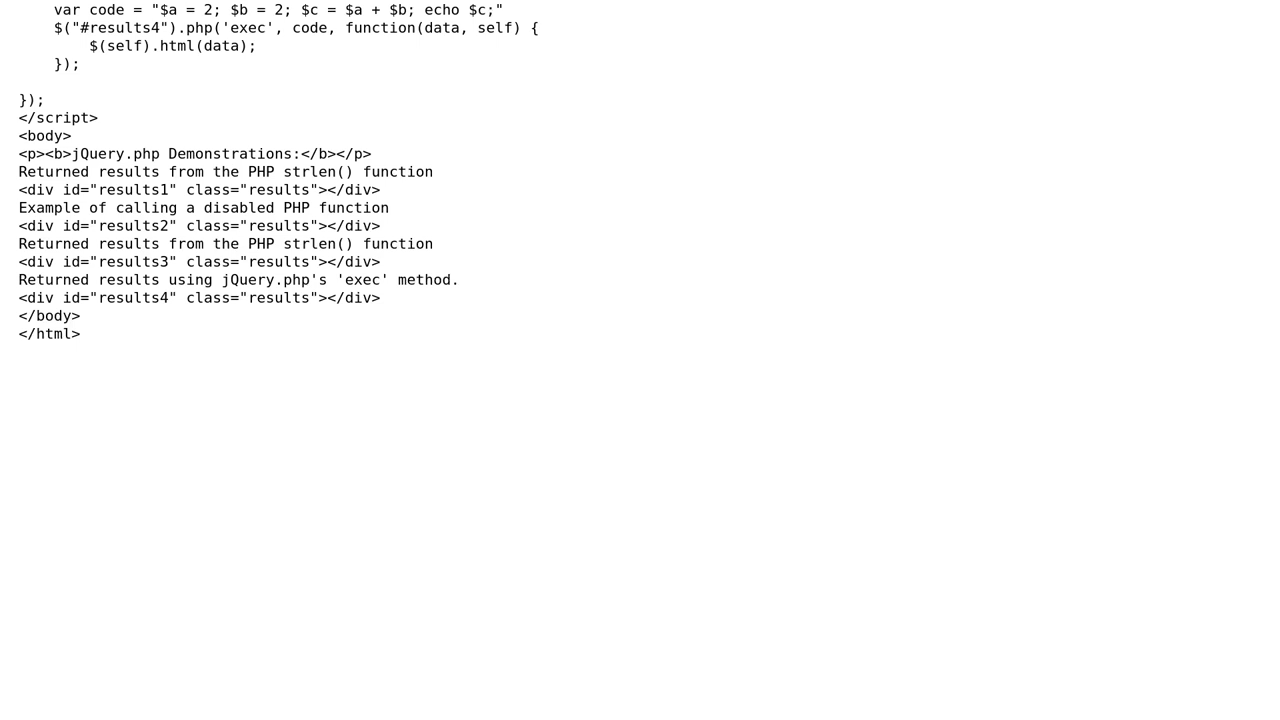 var code = "$a = 2; $b = 2; $c = $a + $b; echo $c;"
    $("#results4").php('exec', code, function(data, self) {
        $(self).html(data);
    });

});
</script>
<body>
<p><b>jQuery.php Demonstrations:</b></p>
Returned results from the PHP strlen() function
<div id="results1" class="results"></div>
Example of calling a disabled PHP function
<div id="results2" class="results"></div>
Returned results from the PHP strlen() function
<div id="results3" class="results"></div>
Returned results using jQuery.php's 'exec' method.
<div id="results4" class="results"></div>
</body>
</html>